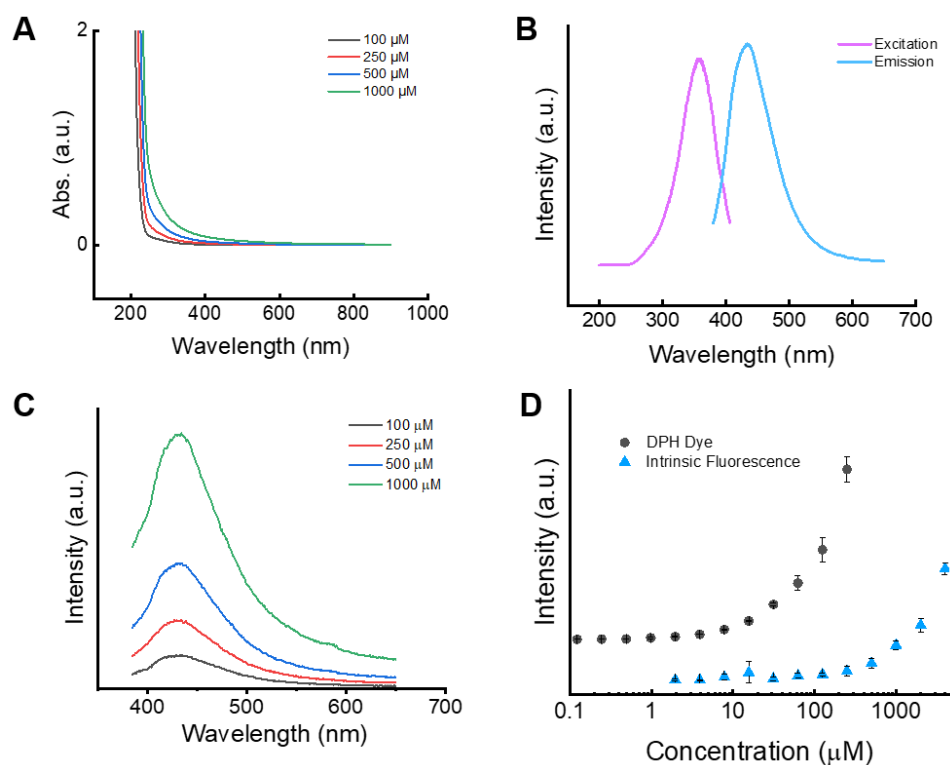 A
2
0
Abs. (a.u.)
100 µM
250 µM
500 µM
1000 µM
200 400 600 800 1000
Wavelength (nm)
B
Intensity (a.u.)
Excitation
Emission
200 300 400 500 600 700
Wavelength (nm)
C
Intensity (a.u.)
100 µM
250 µM
500 µM
1000 µM
400 500 600 700
Wavelength (nm)
D
Intensity (a.u.)
DPH Dye
Intrinsic Fluorescence
0.1 1 10 100 1000
Concentration (µM)